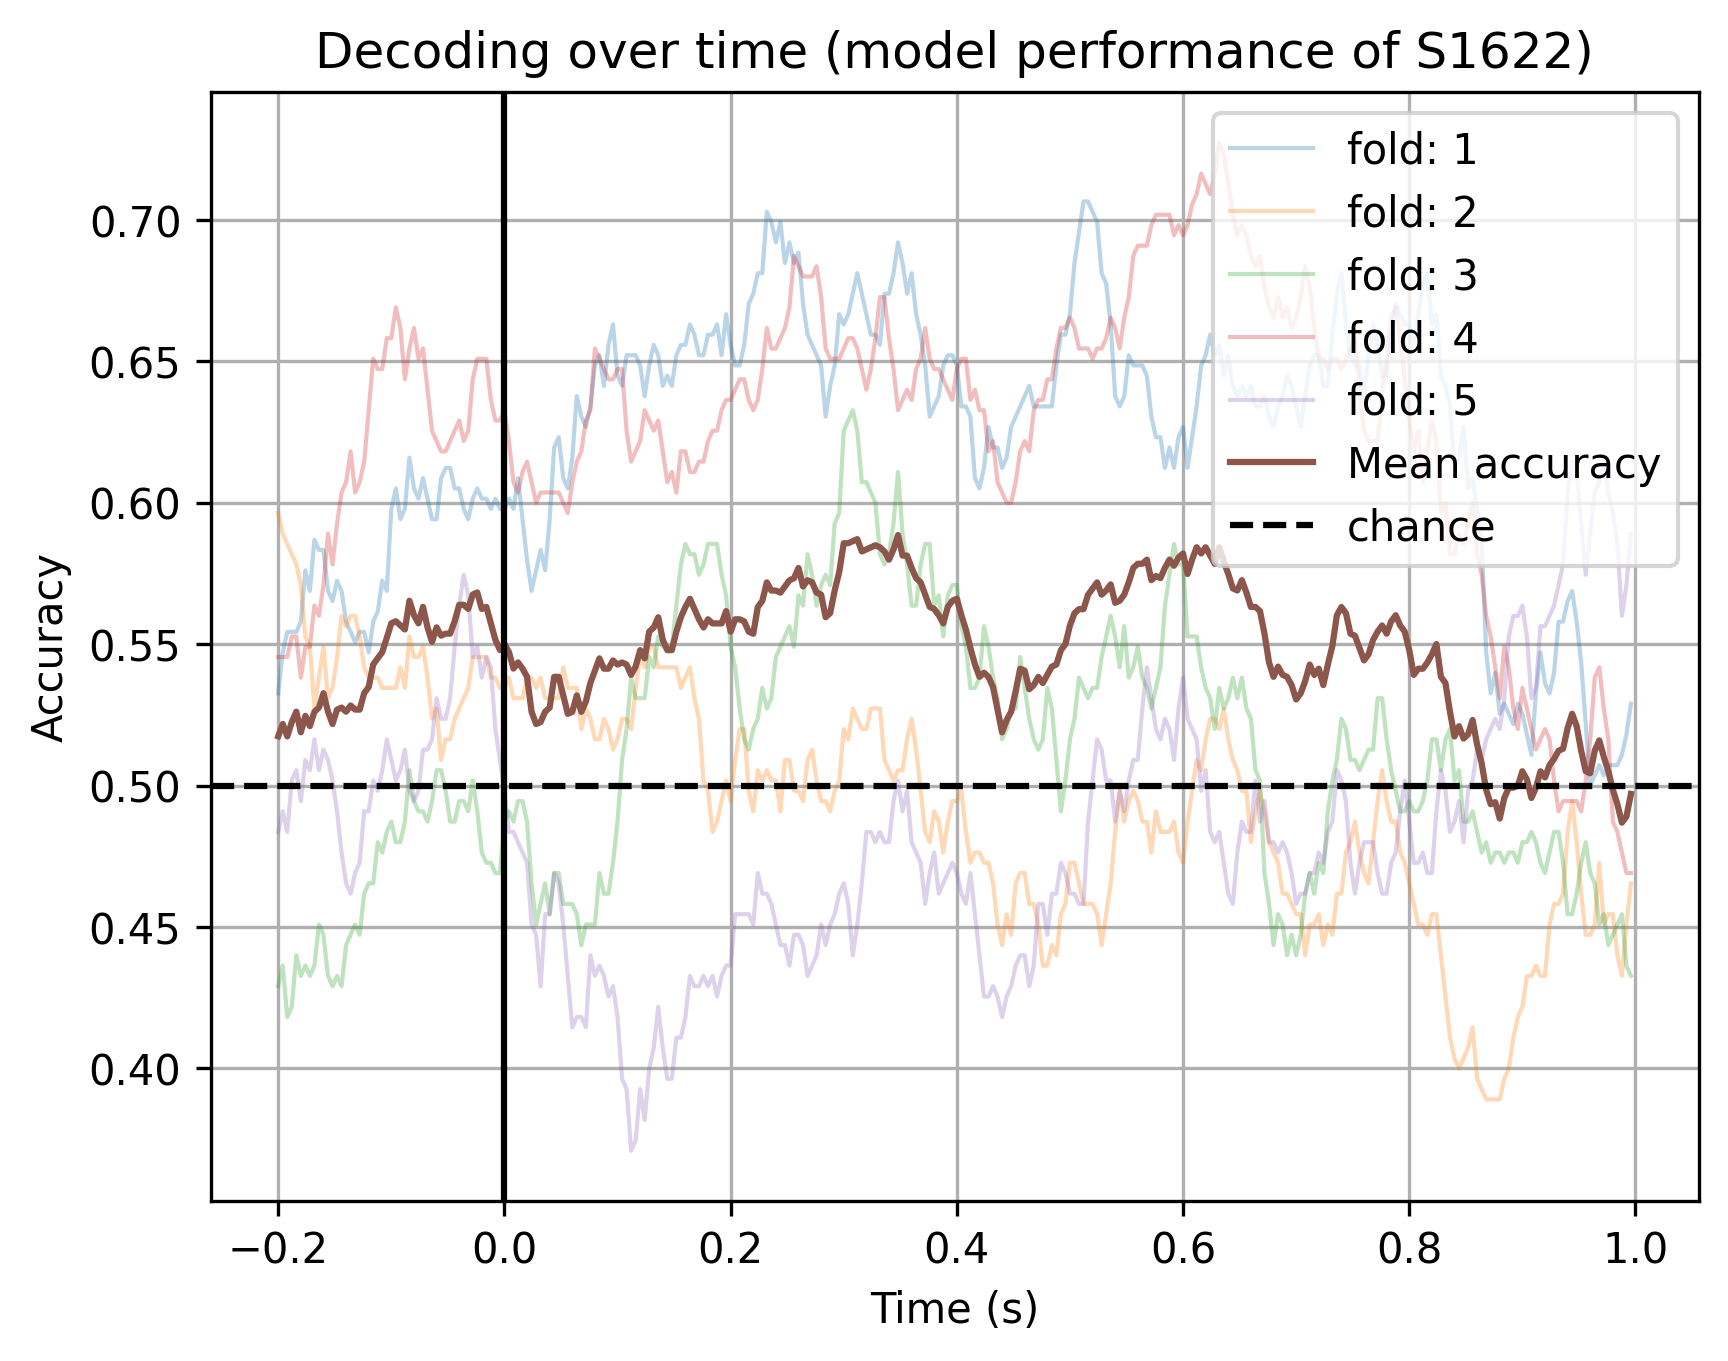 Decoding over time (model performance of S1622)
fold: 1
fold: 2
fold: 3
fold: 4
fold: 5
Mean accuracy
chance
Accuracy
0.70
0.65
0.60
0.55
0.50
0.45
0.40
−0.2 0.0 0.2 0.4 0.6 0.8 1.0
Time (s)